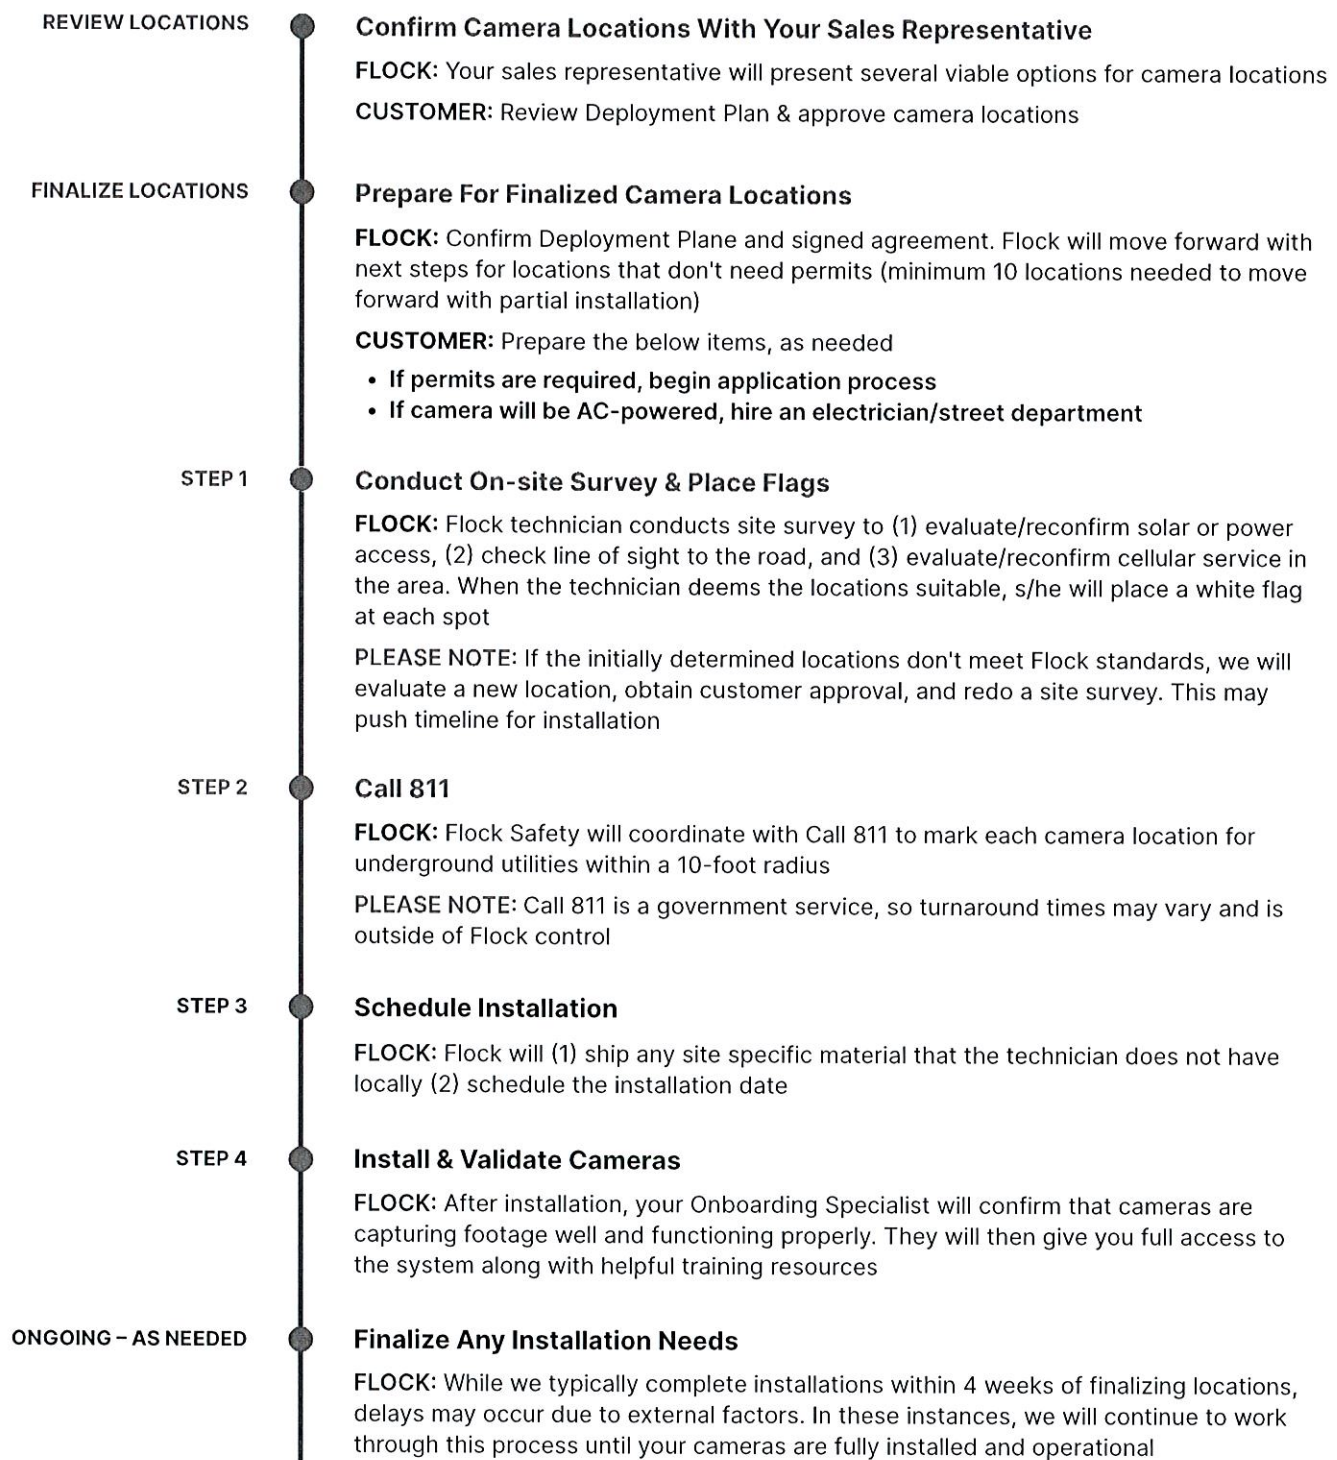 REVIEW LOCATIONS
Confirm Camera Locations With Your Sales Representative
FLOCK: Your sales representative will present several viable options for camera locations
CUSTOMER: Review Deployment Plan & approve camera locations
FINALIZE LOCATIONS
Prepare For Finalized Camera Locations
FLOCK: Confirm Deployment Plane and signed agreement. Flock will move forward with
next steps for locations that don't need permits (minimum 10 locations needed to move
forward with partial installation)
CUSTOMER: Prepare the below items, as needed
• If permits are required, begin application process
• If camera will be AC-powered, hire an electrician/street department
STEP 1
Conduct On-site Survey & Place Flags
FLOCK: Flock technician conducts site survey to (1) evaluate/reconfirm solar or power
access, (2) check line of sight to the road, and (3) evaluate/reconfirm cellular service in
the area. When the technician deems the locations suitable, s/he will place a white flag
at each spot
PLEASE NOTE: If the initially determined locations don't meet Flock standards, we will
evaluate a new location, obtain customer approval, and redo a site survey. This may
push timeline for installation
STEP 2
Call 811
FLOCK: Flock Safety will coordinate with Call 811 to mark each camera location for
underground utilities within a 10-foot radius
PLEASE NOTE: Call 811 is a government service, so turnaround times may vary and is
outside of Flock control
STEP 3
Schedule Installation
FLOCK: Flock will (1) ship any site specific material that the technician does not have
locally (2) schedule the installation date
STEP 4
Install & Validate Cameras
FLOCK: After installation, your Onboarding Specialist will confirm that cameras are
capturing footage well and functioning properly. They will then give you full access to
the system along with helpful training resources
ONGOING – AS NEEDED
Finalize Any Installation Needs
FLOCK: While we typically complete installations within 4 weeks of finalizing locations,
delays may occur due to external factors. In these instances, we will continue to work
through this process until your cameras are fully installed and operational